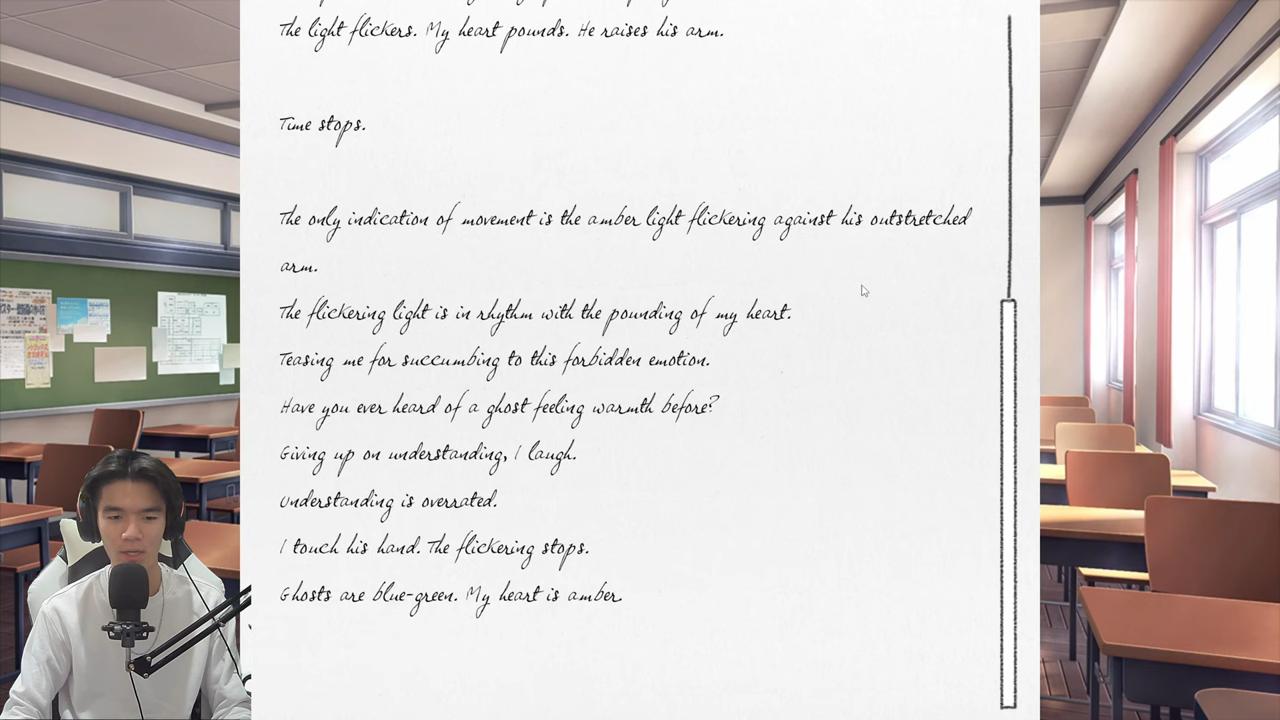 The light flickers. My heart pounds. He raises his arm.
Time stops.
The only indication of movement is the amber light flickering against his outstretched
arm.
The flickering light is in rhythm with the pounding of my heart.
Teasing me for succumbing to this forbidden emotion.
Have you ever heard of a ghost feeling warmth before?
Giving up on understanding, I laugh.
Understanding is overrated.
I touch his hand. The flickering stops.
Ghosts are blue-green. My heart is amber.